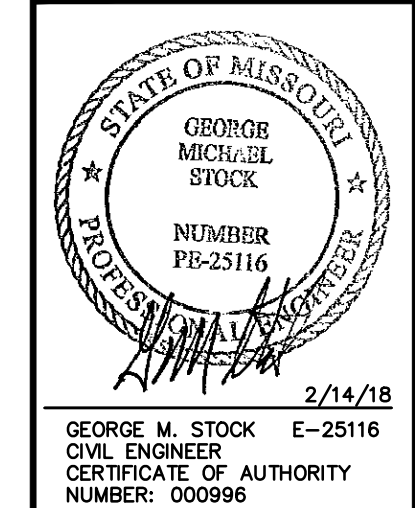 STATE OF MISSOURI
GEORGE
MICHAEL
STOCK
NUMBER
PE-25116
PROFESSIONAL ENGINEER
2/14/18
GEORGE M. STOCK E-25116
CIVIL ENGINEER
CERTIFICATE OF AUTHORITY
NUMBER: 000996